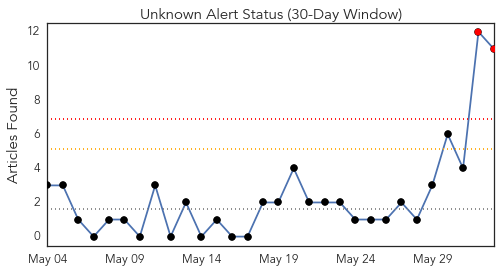 Unknown Alert Status (30-Day Window)
Articles Found
12
10
8
6
4
2
0
May 04
May 09
May 14
May 19
May 24
May 29